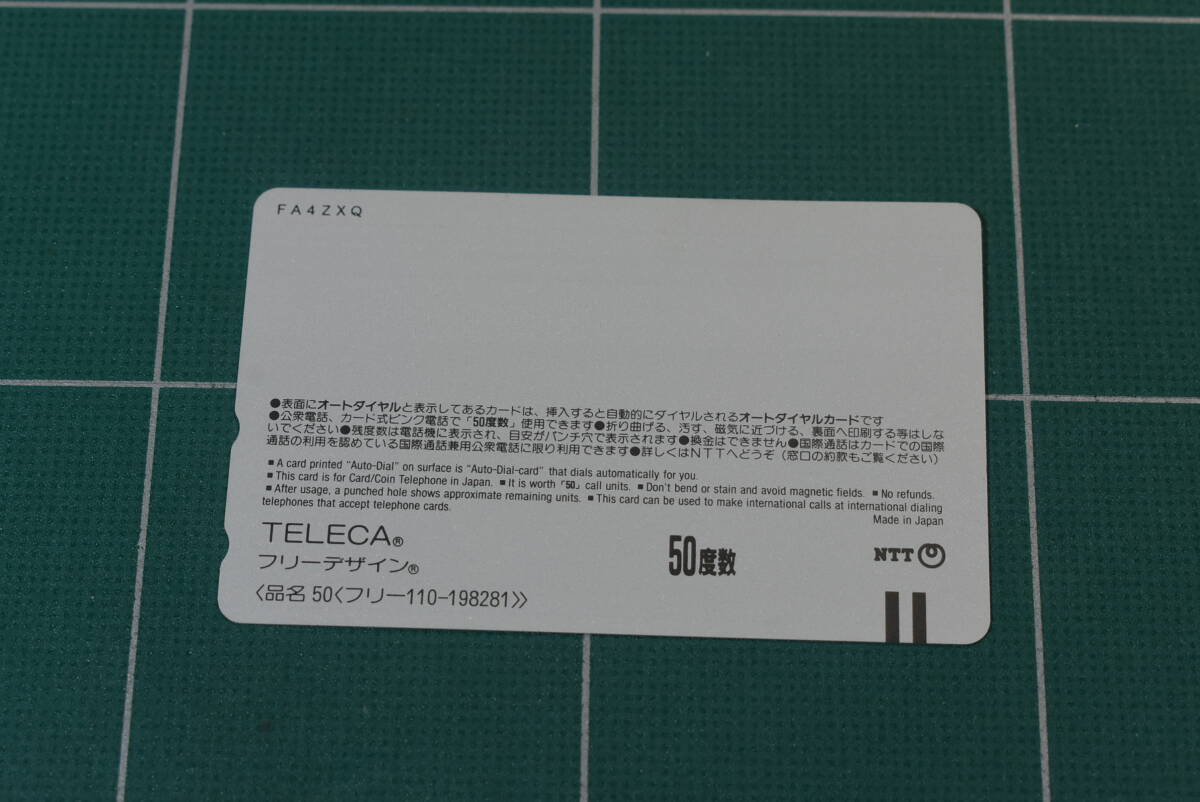 FA4ZXQ
●表面にオートダイヤルと表示してあるカードは、挿入すると自動的にダイヤルされるオートダイヤルカードです
●公衆電話、カード式ピンク電話で「50度数」使用できます●折り曲げる、汚す、磁気に近づける、裏面へ印刷する等はしな
いでください●残度数は電話機に表示され、目安がパンチ穴で表示されます●換金はできません●国際通話はカードでの国際
通話の利用を認めている国際通話兼用公衆電話に限り利用できます●詳しくはNTTへどうぞ（窓口の約款もご覧ください）
■ A card printed "Auto-Dial" on surface is "Auto-Dial-card" that dials automatically for you.
■ This card is for Card/Coin Telephone in Japan. ■ It is worth「50」call units. ■ Don't bend or stain and avoid magnetic fields. ■ No refunds.
■ After usage, a punched hole shows approximate remaining units. ■ This card can be used to make international calls at international dialing
telephones that accept telephone cards.
Made in Japan
TELECA®
フリーデザイン®
50度数
NTT
〈品名 50〈フリー110-198281〉〉